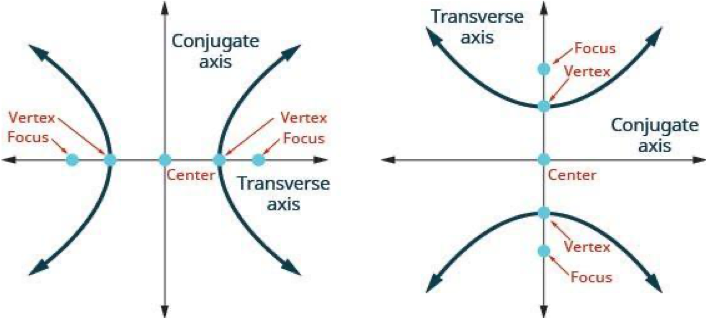 Conjugate
axis
Vertex
Focus
Vertex
Focus
Center
Transverse
axis
Transverse
axis
Focus
Vertex
Conjugate
axis
Center
Vertex
Focus